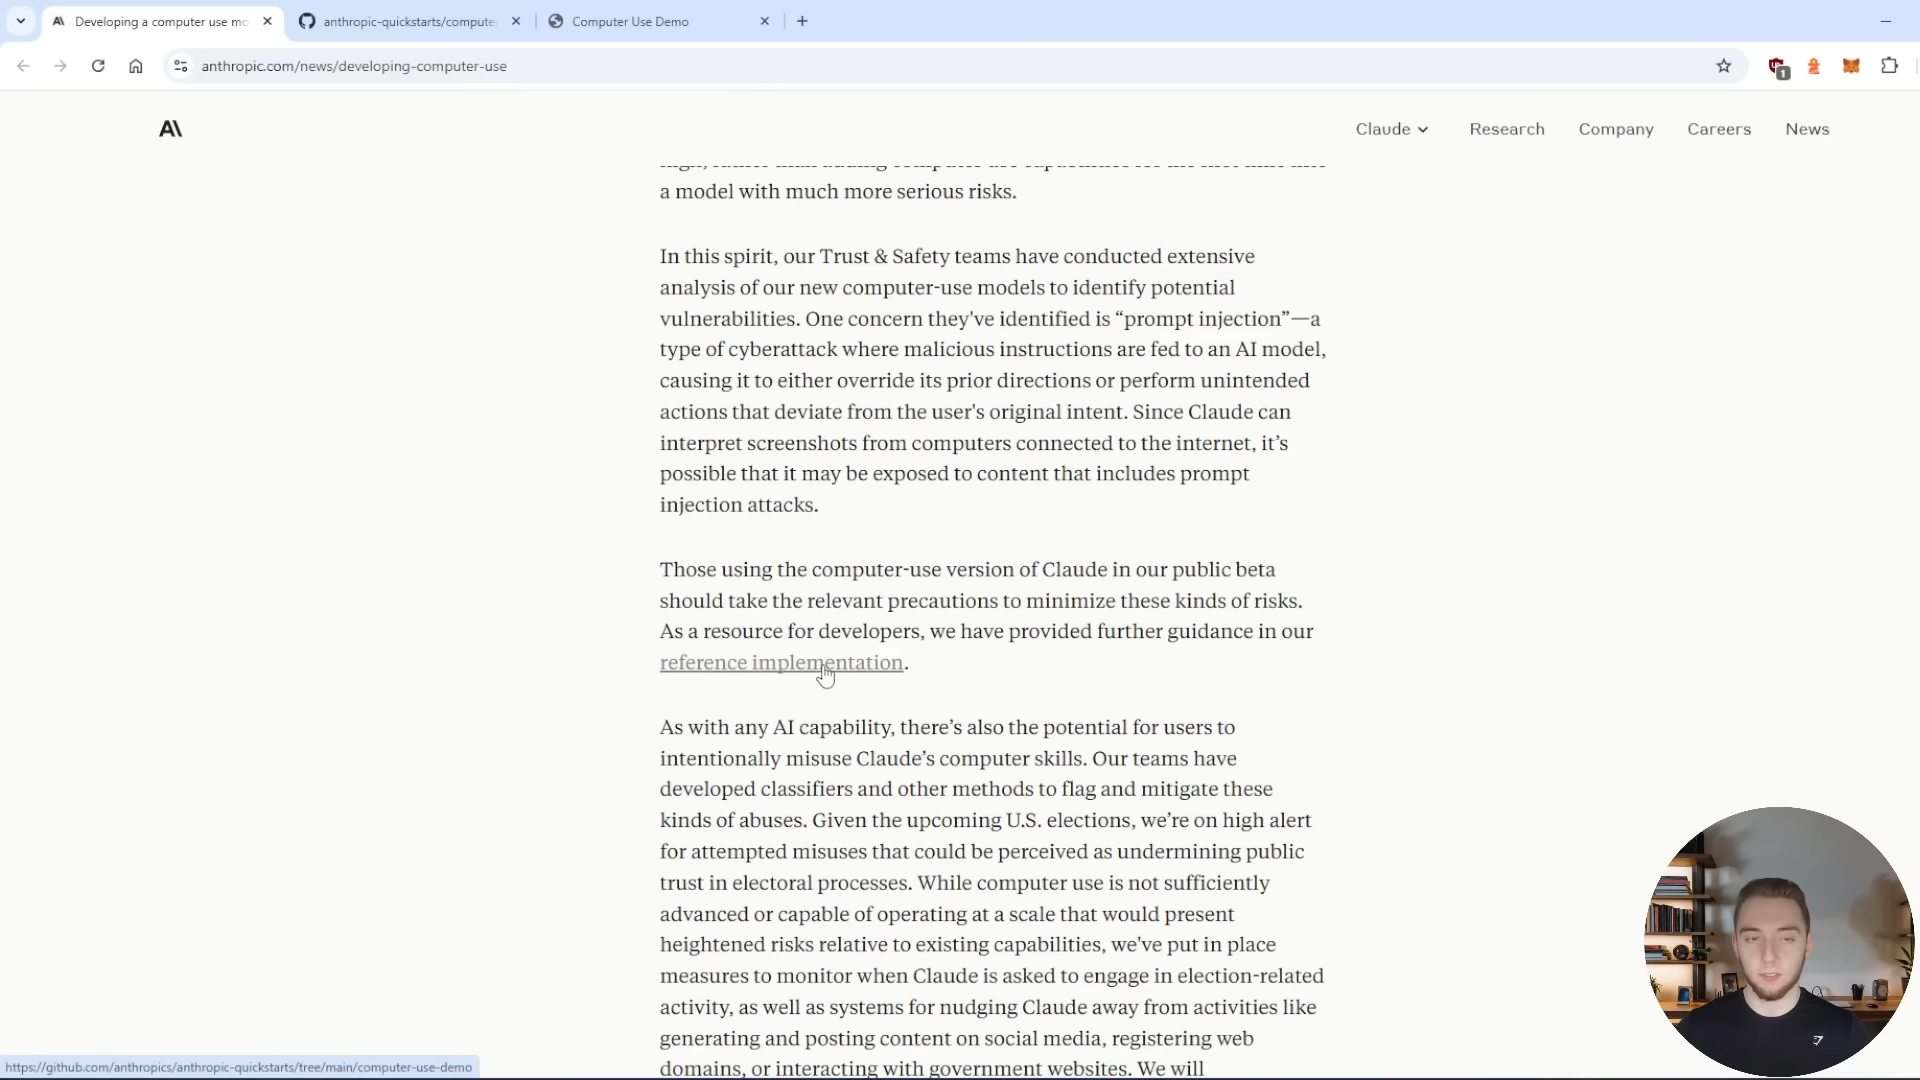 Developing a computer use mo
anthropic-quickstarts/compute
Computer Use Demo
anthropic.com/news/developing-computer-use
1
A\
Claude
Research
Company
Careers
News
a model with much more serious risks.
In this spirit, our Trust & Safety teams have conducted extensive
analysis of our new computer-use models to identify potential
vulnerabilities. One concern they've identified is “prompt injection”—a
type of cyberattack where malicious instructions are fed to an AI model,
causing it to either override its prior directions or perform unintended
actions that deviate from the user's original intent. Since Claude can
interpret screenshots from computers connected to the internet, it’s
possible that it may be exposed to content that includes prompt
injection attacks.
Those using the computer-use version of Claude in our public beta
should take the relevant precautions to minimize these kinds of risks.
As a resource for developers, we have provided further guidance in our
reference implementation.
As with any AI capability, there’s also the potential for users to
intentionally misuse Claude’s computer skills. Our teams have
developed classifiers and other methods to flag and mitigate these
kinds of abuses. Given the upcoming U.S. elections, we’re on high alert
for attempted misuses that could be perceived as undermining public
trust in electoral processes. While computer use is not sufficiently
advanced or capable of operating at a scale that would present
heightened risks relative to existing capabilities, we've put in place
measures to monitor when Claude is asked to engage in election-related
activity, as well as systems for nudging Claude away from activities like
generating and posting content on social media, registering web
domains, or interacting with government websites. We will
https://github.com/anthropics/anthropic-quickstarts/tree/main/computer-use-demo